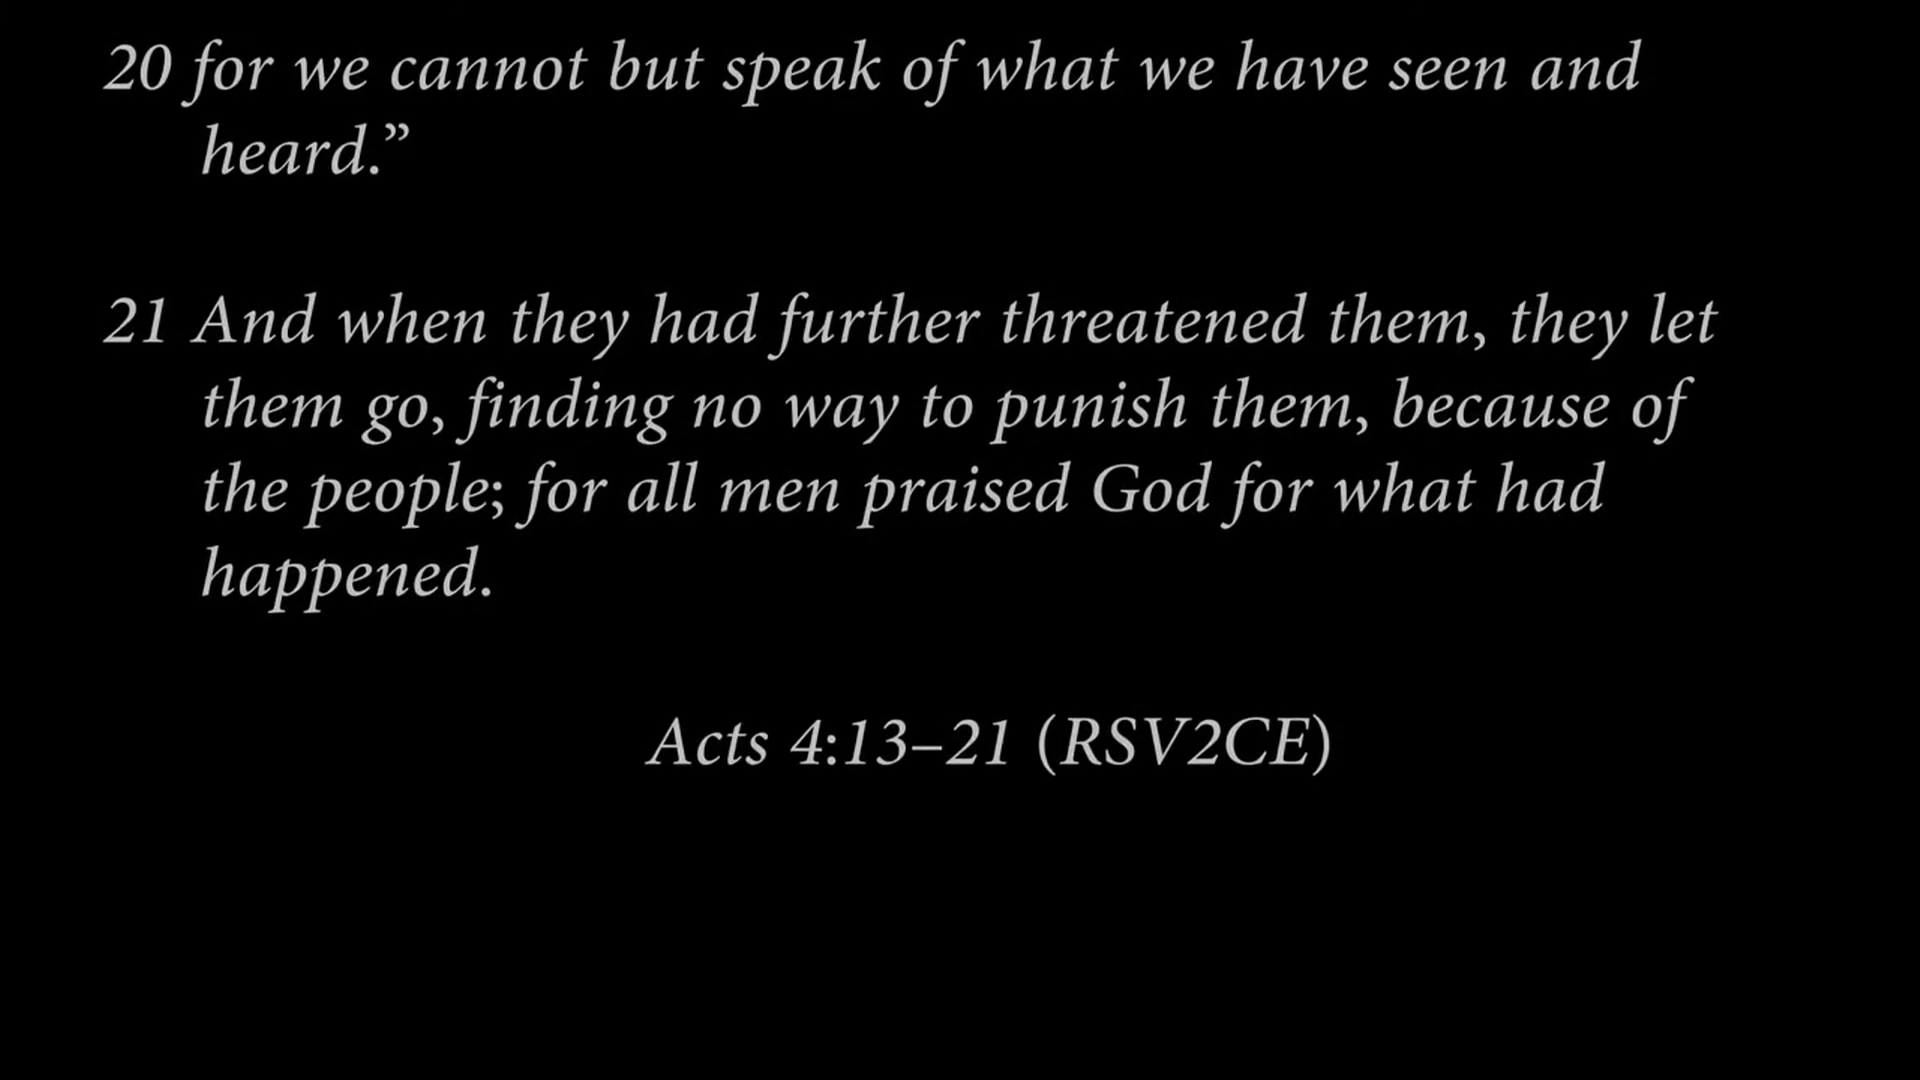 20 for we cannot but speak of what we have seen and
heard.”
21 And when they had further threatened them, they let
them go, finding no way to punish them, because of
the people; for all men praised God for what had
happened.
Acts 4:13–21 (RSV2CE)